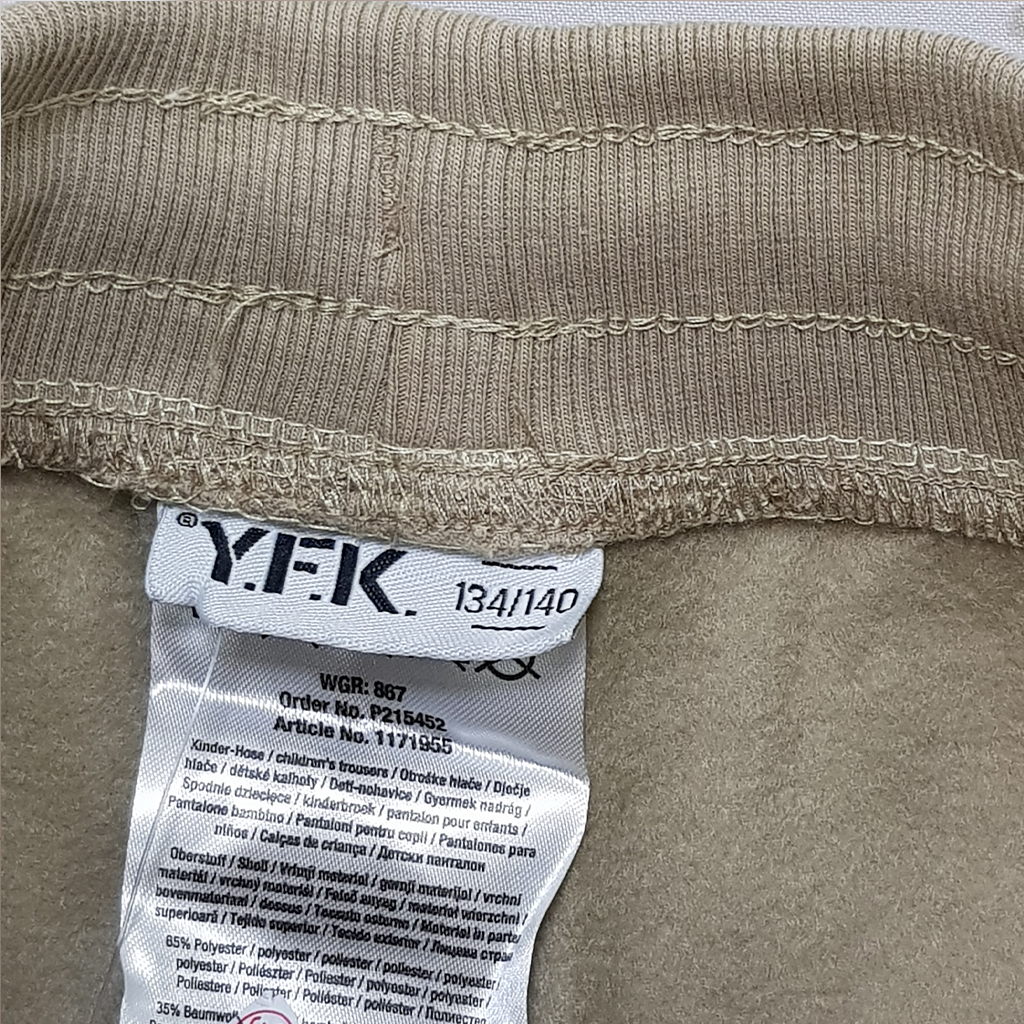 ® Y.F.K. 134/140
WGR: 867
Order No. P215452
Article No. 1171955
Kinder-Hose / children's trousers / Otroške hlače / Dječje
hlače / dětské kalhoty / Deti-nohavice / Gyermek nadrág /
Spodnie dziecięce / kinderbroek / pantalon pour enfants /
Pantalone bambino / Pantaloni pentru copii / Pantalones para
niños / Calças de criança / Детски панталон
Oberstoff / Shell / Vrhnji material / gornji materijal / vrchní
materiál / vrchný materiál / Felső anyag / materiał wierzchni /
bovenmateriaal / dessus / Tessuto esterno / Material in partea
superioară / Tejido superior / Tecido exterior / Лицева стран
65% Polyester / polyester / poliester / poliester / polyester
polyester / Poliészter / Poliester / polyester / polyester /
Poliestere / Poliester / Poliéster / poliéster / Полиестер
35% Baumwoll